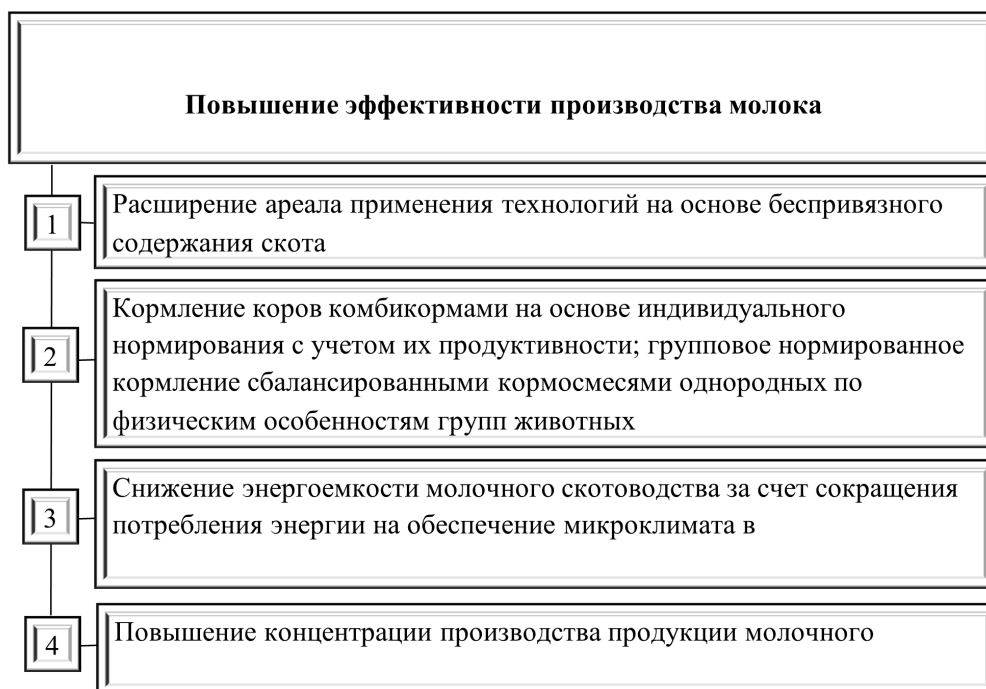 Повышение эффективности производства молока
1
Расширение ареала применения технологий на основе беспривязного
содержания скота
2
Кормление коров комбикормами на основе индивидуального
нормирования с учетом их продуктивности; групповое нормированное
кормление сбалансированными кормосмесями однородных по
физическим особенностям групп животных
3
Снижение энергоемкости молочного скотоводства за счет сокращения
потребления энергии на обеспечение микроклимата в
4
Повышение концентрации производства продукции молочного